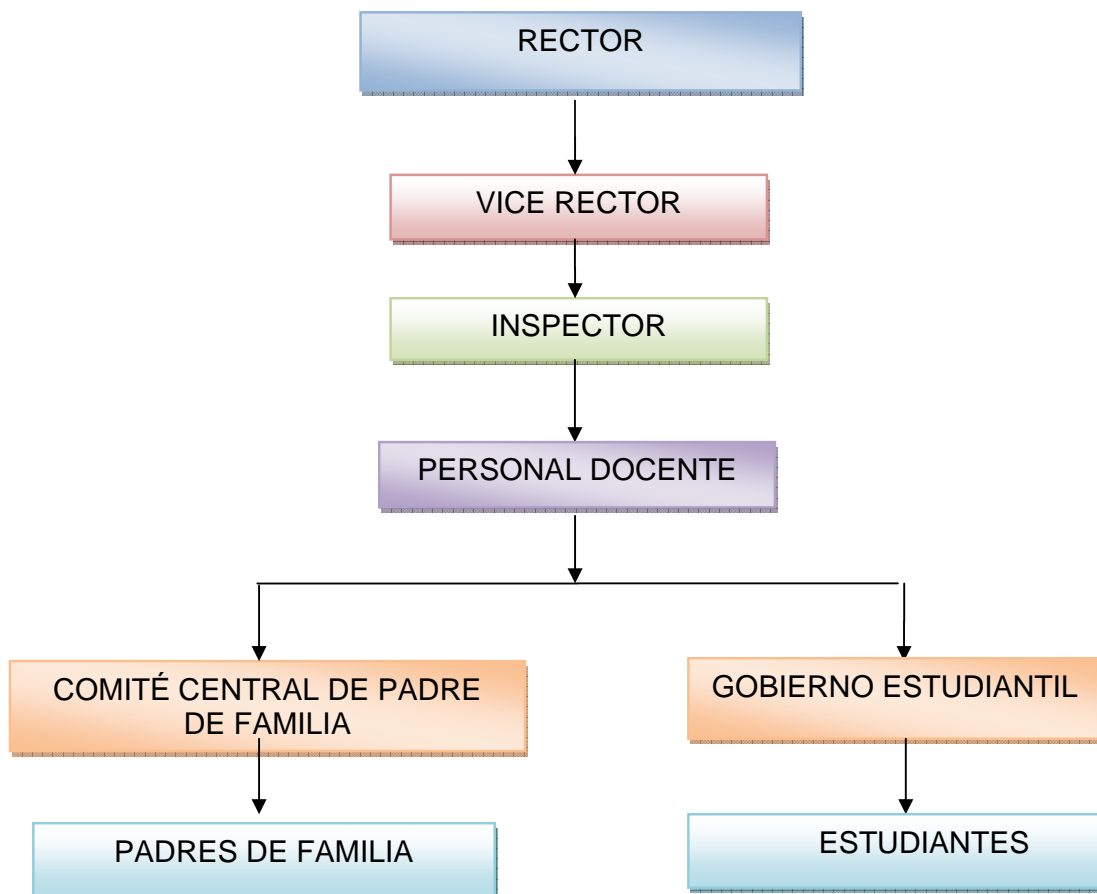 RECTOR
VICE RECTOR
INSPECTOR
PERSONAL DOCENTE
COMITÉ CENTRAL DE PADRE
DE FAMILIA
GOBIERNO ESTUDIANTIL
PADRES DE FAMILIA
ESTUDIANTES